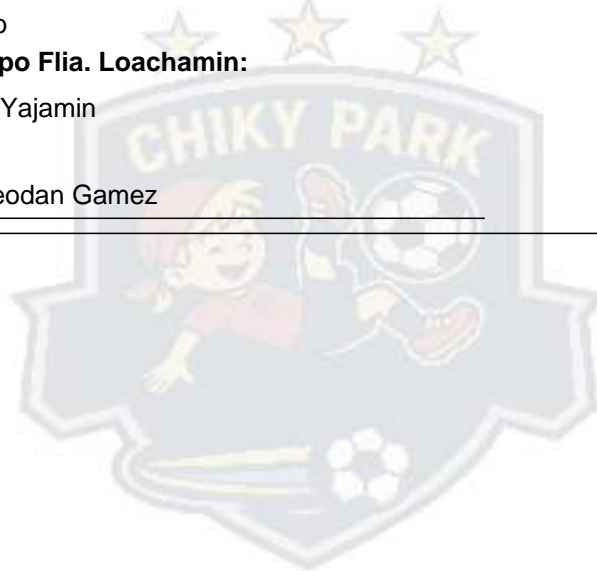 o
po Flia. Loachamin:
Yajamin
eodan Gamez
CHIKY PARK